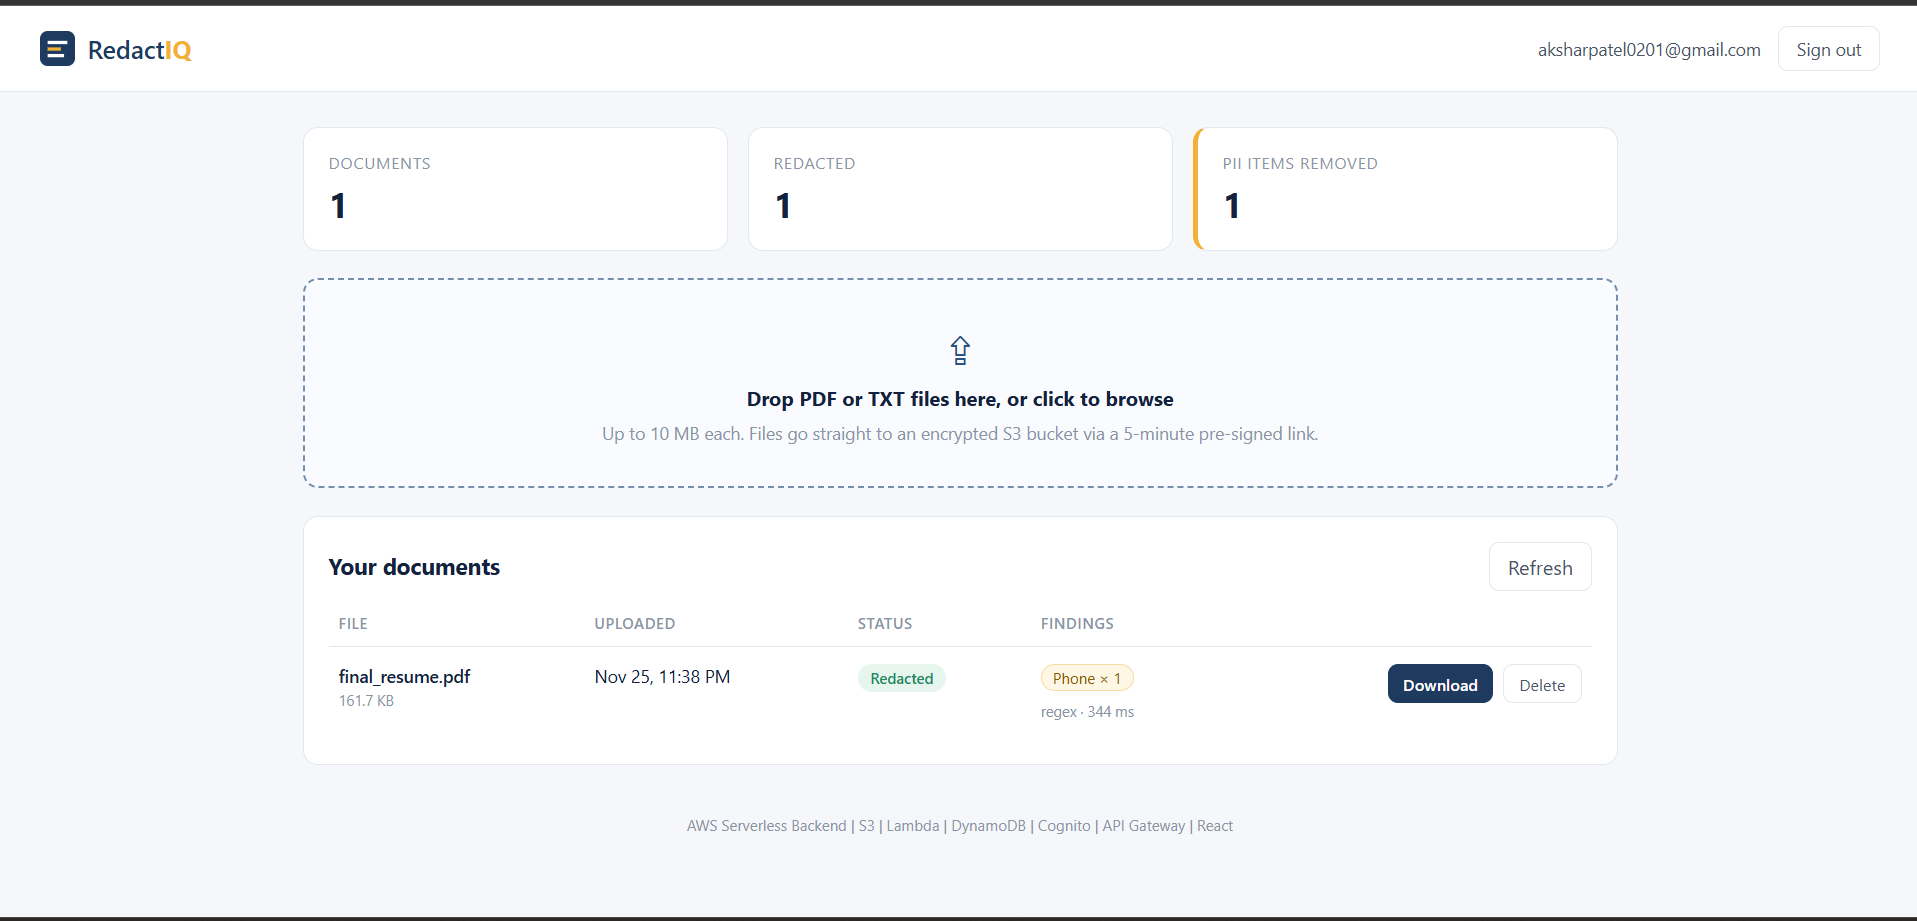 RedactIQ
aksharpatel0201@gmail.com
Sign out
DOCUMENTS
1
REDACTED
1
PII ITEMS REMOVED
1
Drop PDF or TXT files here, or click to browse
Up to 10 MB each. Files go straight to an encrypted S3 bucket via a 5-minute pre-signed link.
Your documents
Refresh
FILE UPLOADED STATUS FINDINGS
final_resume.pdf Nov 25, 11:38 PM Redacted Phone × 1 Download Delete
161.7 KB regex · 344 ms
AWS Serverless Backend | S3 | Lambda | DynamoDB | Cognito | API Gateway | React